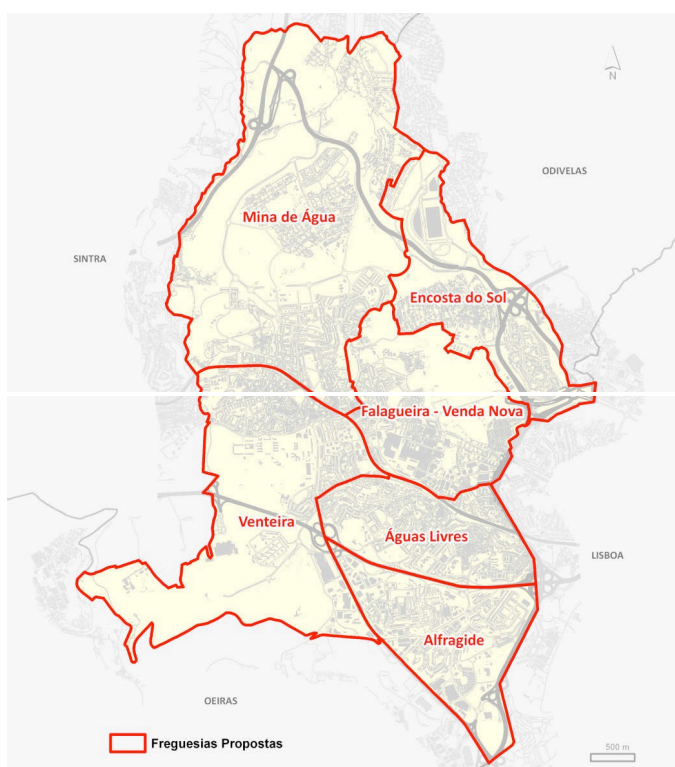 N
ODIVELAS
Mina de Água
SINTRA
Encosta do Sol
Falagueira - Venda Nova
Venteira
Águas Livres
LISBOA
Alfragide
OEIRAS
Freguesias Propostas
500 m